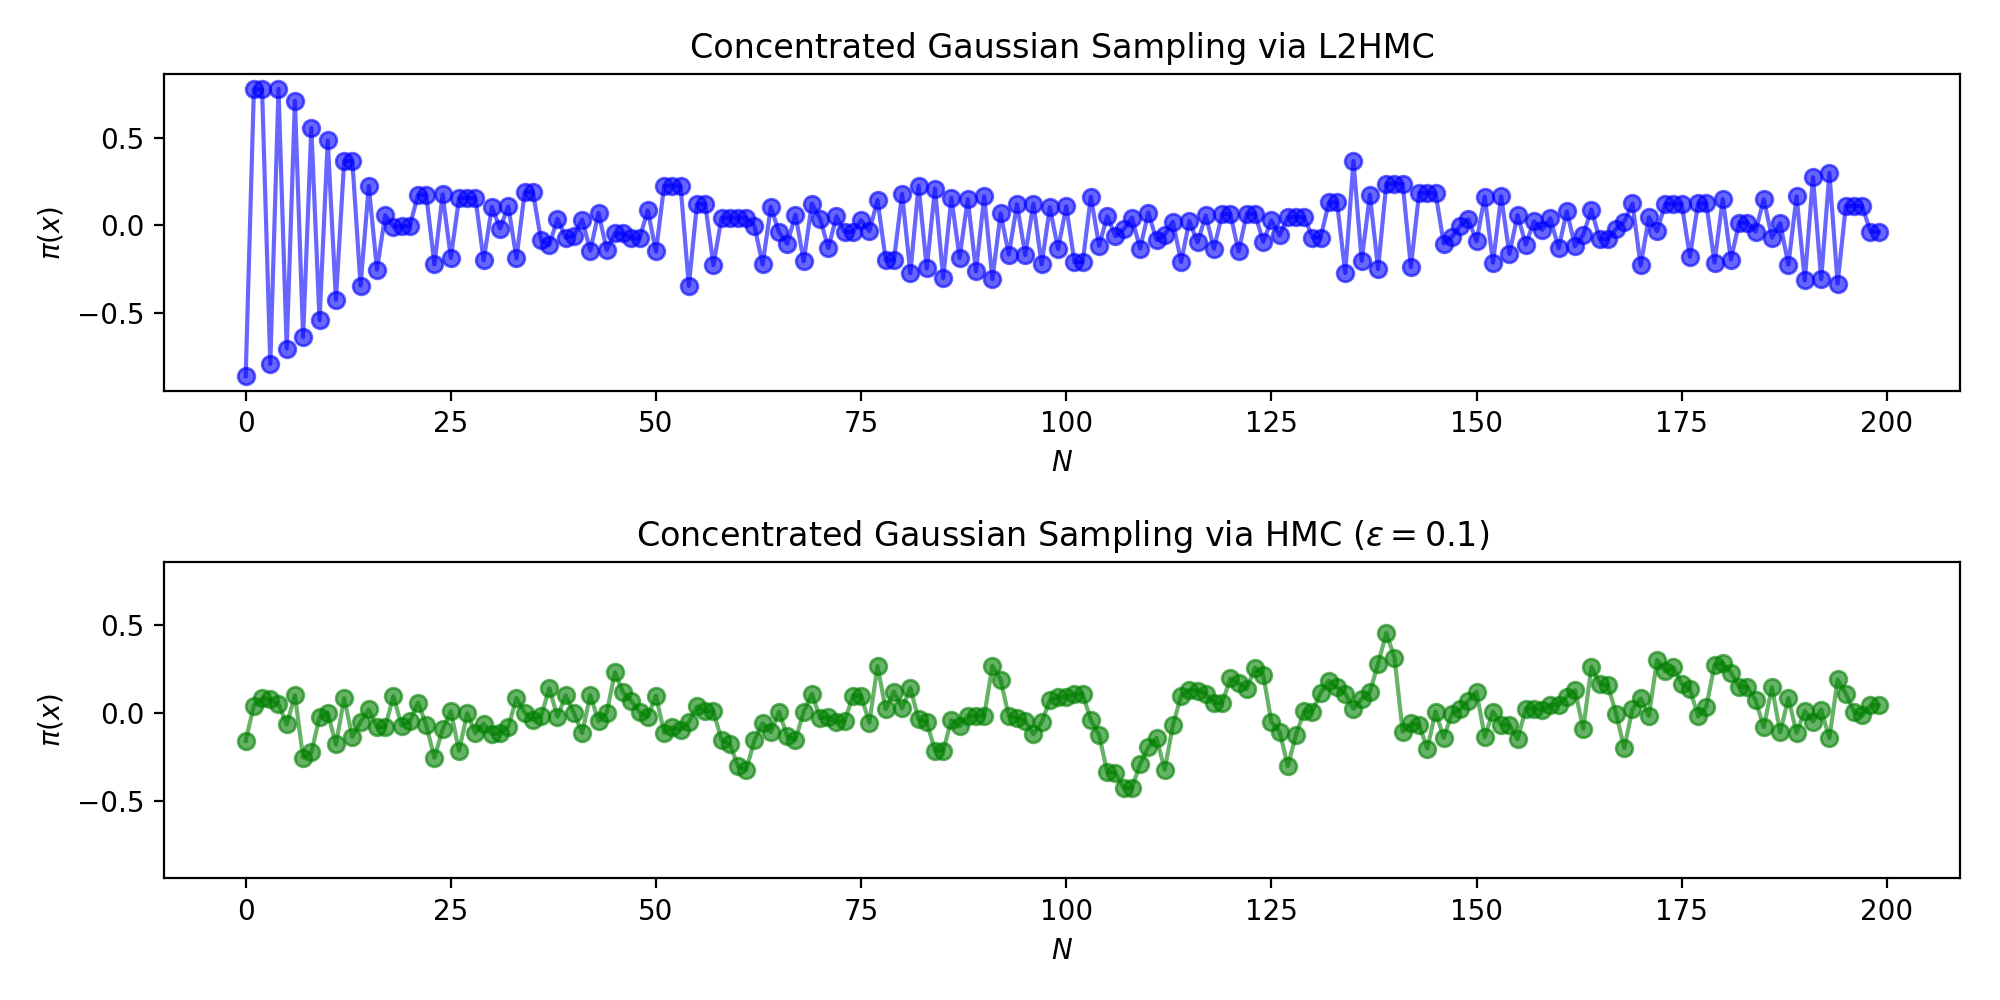 Concentrated Gaussian Sampling via L2HMC
π(x)
0.5
0.0
−0.5
0 25 50 75 100 125 150 175 200
N
Concentrated Gaussian Sampling via HMC (ε = 0.1)
π(x)
0.5
0.0
−0.5
0 25 50 75 100 125 150 175 200
N